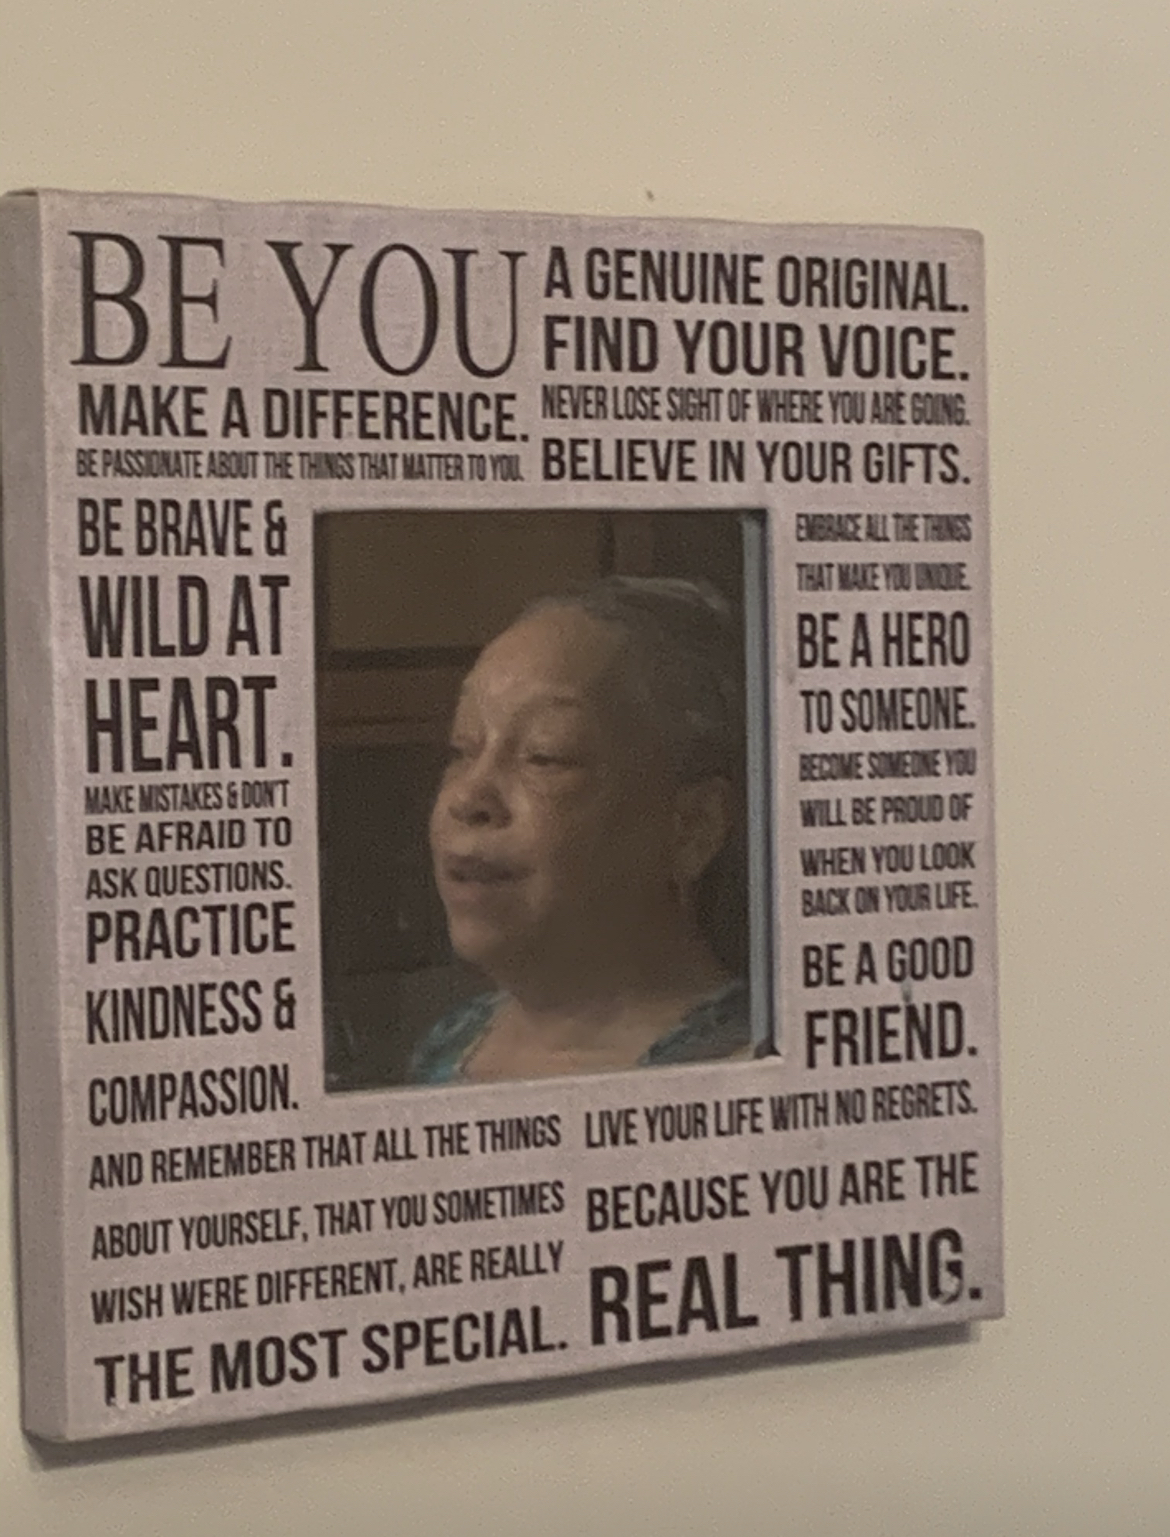 BE YOU
A GENUINE ORIGINAL.
FIND YOUR VOICE.
MAKE A DIFFERENCE.
NEVER LOSE SIGHT OF WHERE YOU ARE GOING.
BE PASSIONATE ABOUT THE THINGS THAT MATTER TO YOU.
BELIEVE IN YOUR GIFTS.
BE BRAVE &
WILD AT
HEART.
MAKE MISTAKES & DON'T
BE AFRAID TO
ASK QUESTIONS.
PRACTICE
KINDNESS &
COMPASSION.
EMBRACE ALL THE THINGS
THAT MAKE YOU UNIQUE.
BE A HERO
TO SOMEONE.
BECOME SOMEONE YOU
WILL BE PROUD OF
WHEN YOU LOOK
BACK ON YOUR LIFE.
BE A GOOD
FRIEND.
AND REMEMBER THAT ALL THE THINGS
ABOUT YOURSELF, THAT YOU SOMETIMES
WISH WERE DIFFERENT, ARE REALLY
THE MOST SPECIAL.
LIVE YOUR LIFE WITH NO REGRETS.
BECAUSE YOU ARE THE
REAL THING.